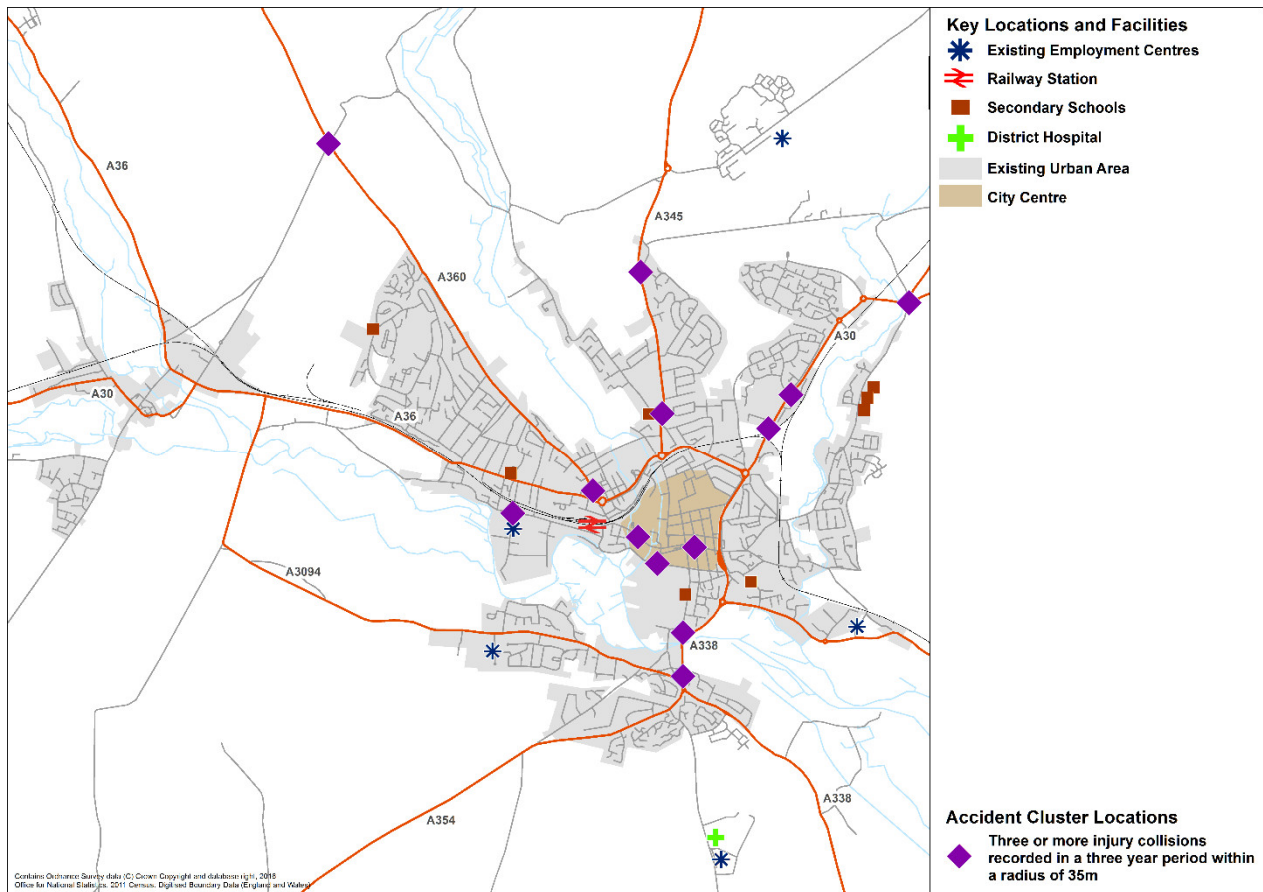 A36
A360
A345
A30
A30
A36
A3094
A338
A354
A338
Contains Ordnance Survey data (C) Crown Copyright and database right, 2018
Office for National Statistics, 2011 Census: Digitised Boundary Data (England and Wales)
Key Locations and Facilities
Existing Employment Centres
Railway Station
Secondary Schools
District Hospital
Existing Urban Area
City Centre
Accident Cluster Locations
Three or more injury collisions
recorded in a three year period within
a radius of 35m